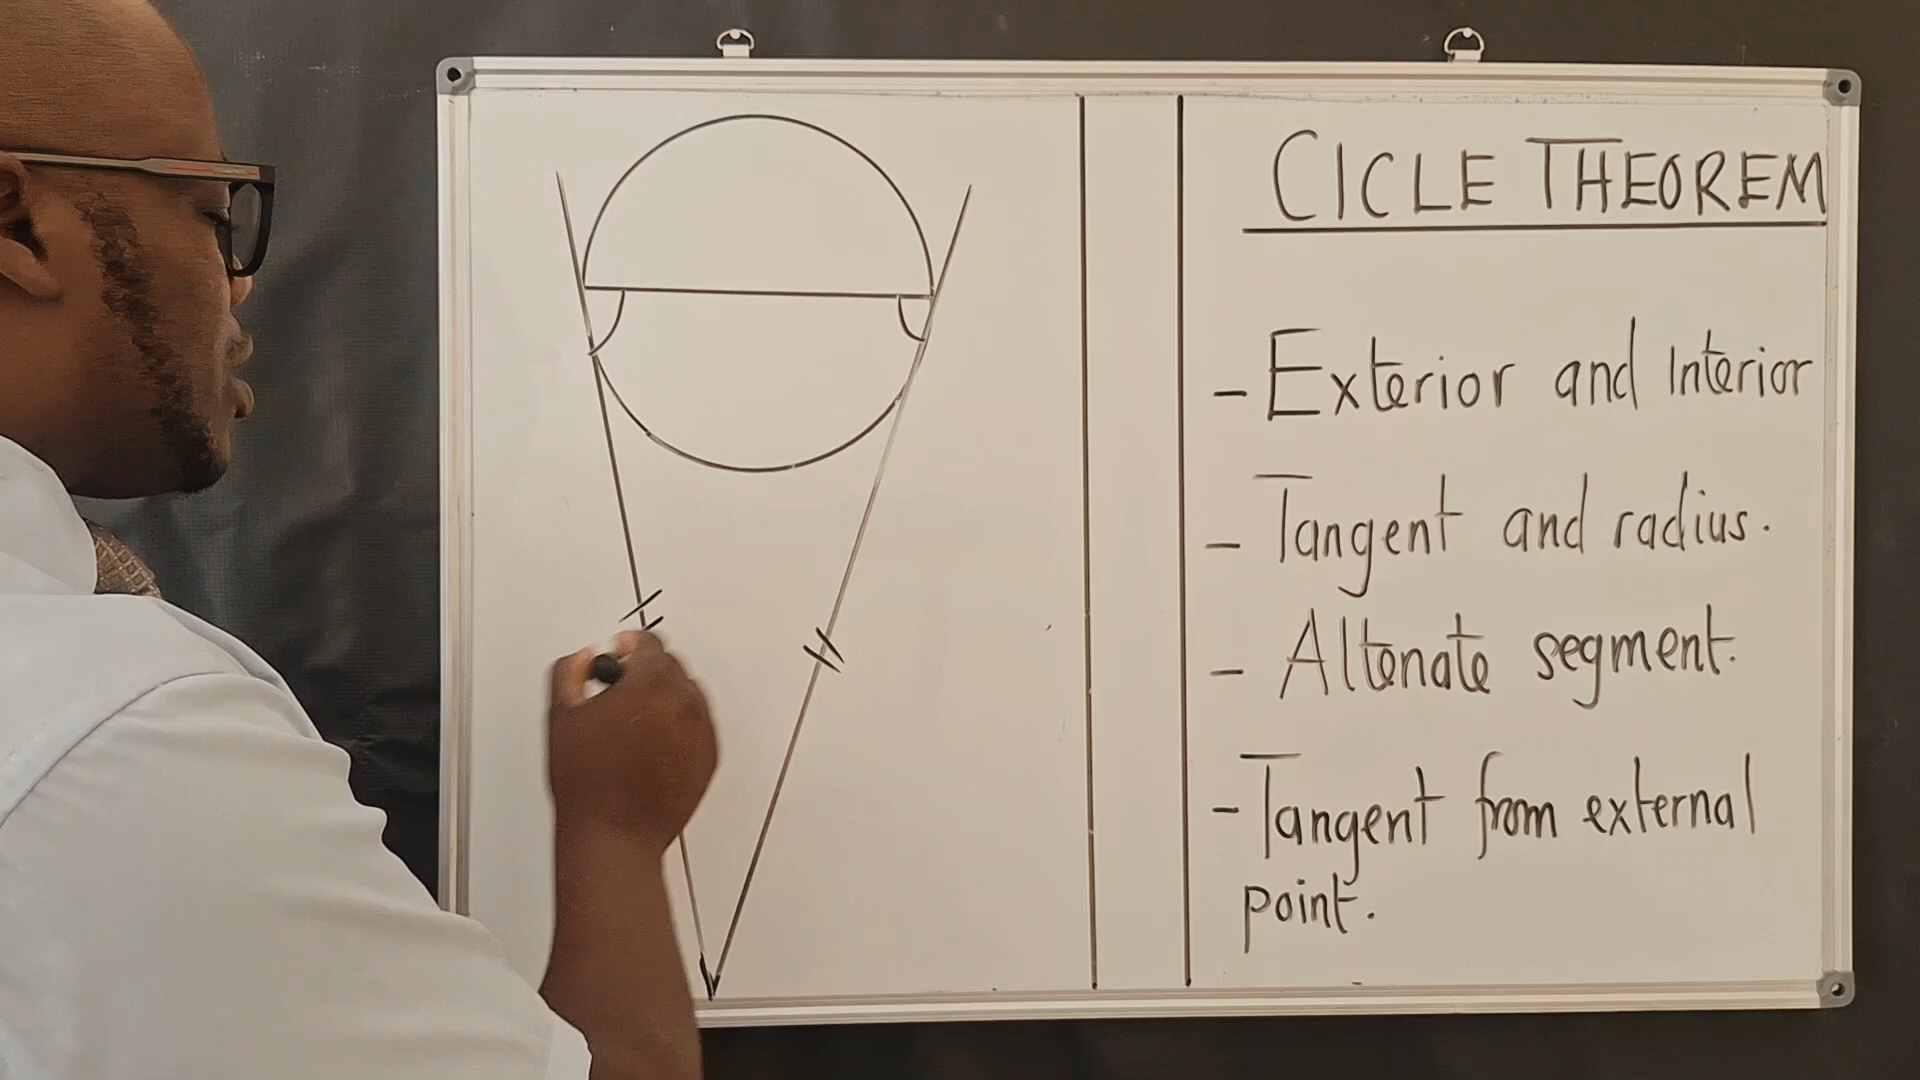 CICLE THEOREM
- Exterior and Interior
- Tangent and radius.
- Altenate segment.
- Tangent from external
point.